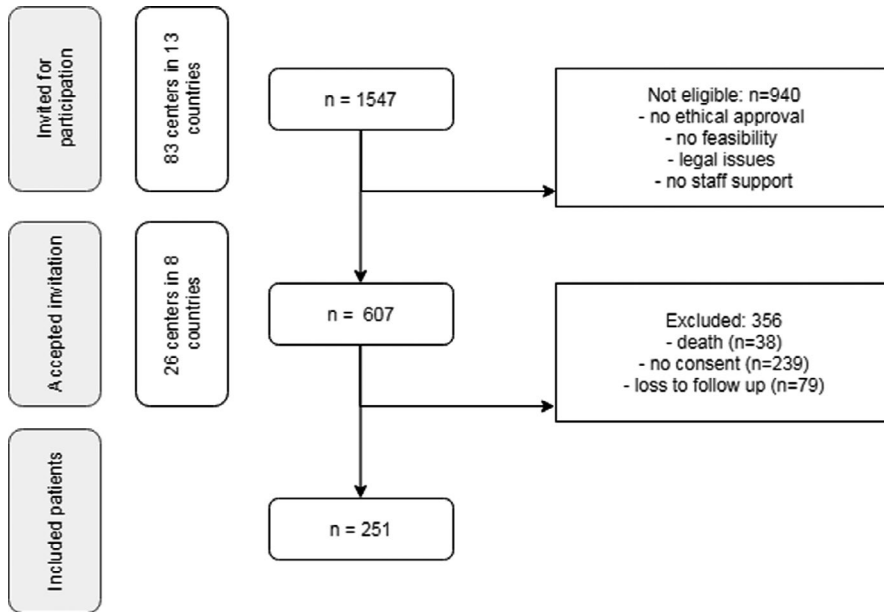 Invited for
participation
83 centers in 13
countries
n = 1547
Not eligible: n=940
- no ethical approval
- no feasibility
- legal issues
- no staff support
Accepted invitation
26 centers in 8
countries
n = 607
Excluded: 356
- death (n=38)
- no consent (n=239)
- loss to follow up (n=79)
Included patients
n = 251